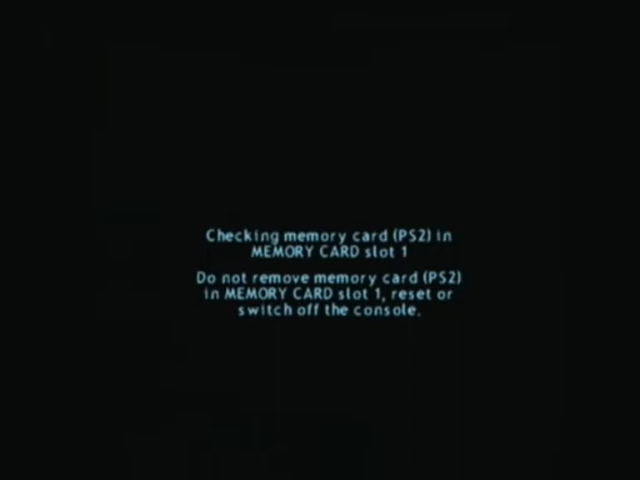 Checking memory card (PS2) in
MEMORY CARD slot 1
Do not remove memory card (PS2)
in MEMORY CARD slot 1, reset or
switch off the console.